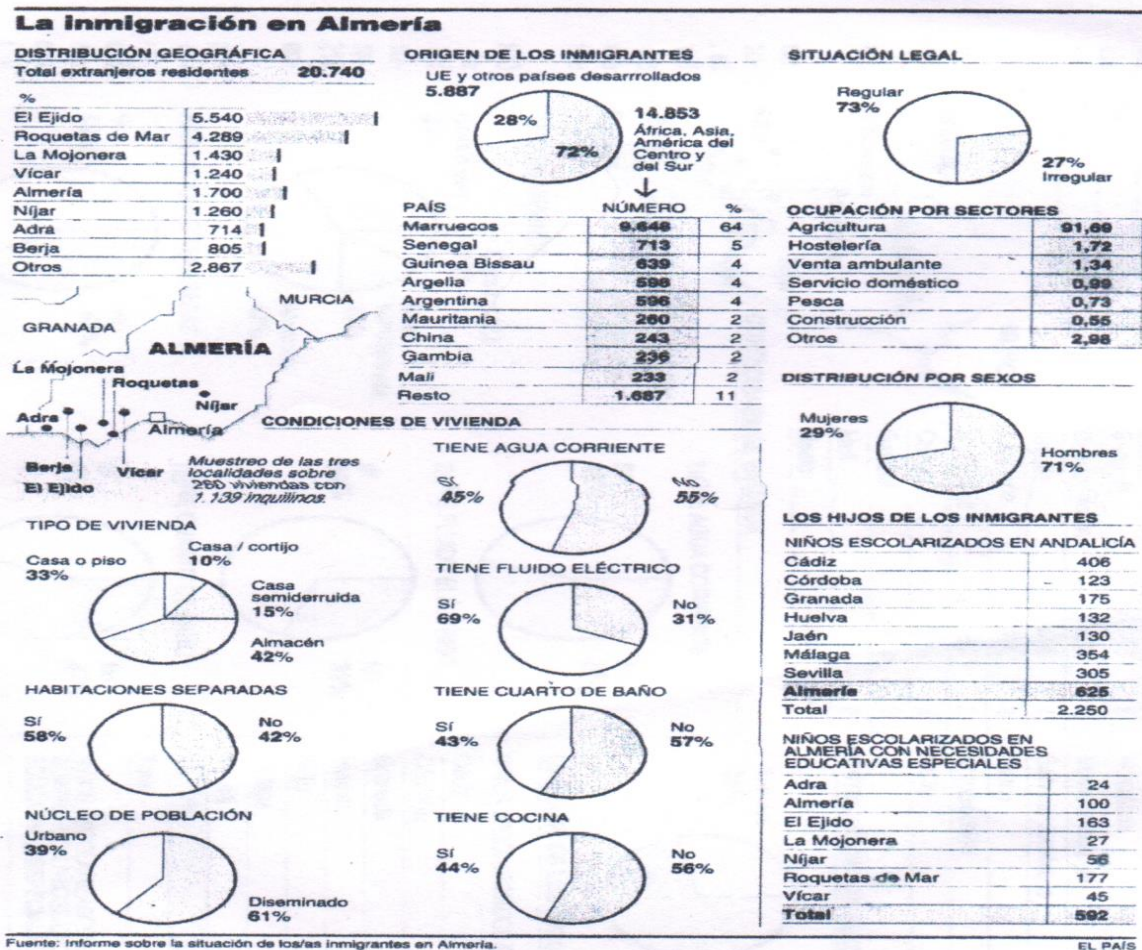 La inmigración en Almería
DISTRIBUCIÓN GEOGRÁFICA
Total extranjeros residentes 20.740
%
El Ejido 5.540
Roquetas de Mar 4.289
La Mojonera 1.430
Vícar 1.240
Almería 1.700
Níjar 1.260
Adra 714
Berja 805
Otros 2.867
MURCIA
GRANADA
ALMERÍA
La Mojonera
Roquetas
Níjar
Adra
Almería
Berja
Vícar
El Ejido
ORIGEN DE LOS INMIGRANTES
UE y otros países desarrrollados
5.887
28%
72%
14.853
África, Asia,
América del
Centro y
del Sur
PAÍS NÚMERO %
Marruecos 9.648 64
Senegal 713 5
Guinea Bissau 639 4
Argelia 598 4
Argentina 596 4
Mauritania 260 2
China 243 2
Gambia 236 2
Mali 233 2
Resto 1.687 11
SITUACIÓN LEGAL
Regular
73%
27%
Irregular
OCUPACIÓN POR SECTORES
Agricultura 91,69
Hostelería 1,72
Venta ambulante 1,34
Servicio doméstico 0,99
Pesca 0,73
Construcción 0,55
Otros 2,98
DISTRIBUCIÓN POR SEXOS
Mujeres
29%
Hombres
71%
CONDICIONES DE VIVIENDA
Muestreo de las tres
localidades sobre
260 viviendas con
1.139 inquilinos
TIPO DE VIVIENDA
Casa o piso
33%
Casa / cortijo
10%
Casa
semiderruida
15%
Almacén
42%
HABITACIONES SEPARADAS
Sí
58%
No
42%
NÚCLEO DE POBLACIÓN
Urbano
39%
Diseminado
61%
TIENE AGUA CORRIENTE
Sí
45%
No
55%
TIENE FLUIDO ELÉCTRICO
Sí
69%
No
31%
TIENE CUARTO DE BAÑO
Sí
43%
No
57%
TIENE COCINA
Sí
44%
No
56%
LOS HIJOS DE LOS INMIGRANTES
NIÑOS ESCOLARIZADOS EN ANDALICÍA
Cádiz 406
Córdoba 123
Granada 175
Huelva 132
Jaén 130
Málaga 354
Sevilla 305
Almería 625
Total 2.250
NIÑOS ESCOLARIZADOS EN
ALMERÍA CON NECESIDADES
EDUCATIVAS ESPECIALES
Adra 24
Almería 100
El Ejido 163
La Mojonera 27
Níjar 56
Roquetas de Mar 177
Vícar 45
Total 592
Fuente: Informe sobre la situación de los/as inmigrantes en Almería.
EL PAÍS